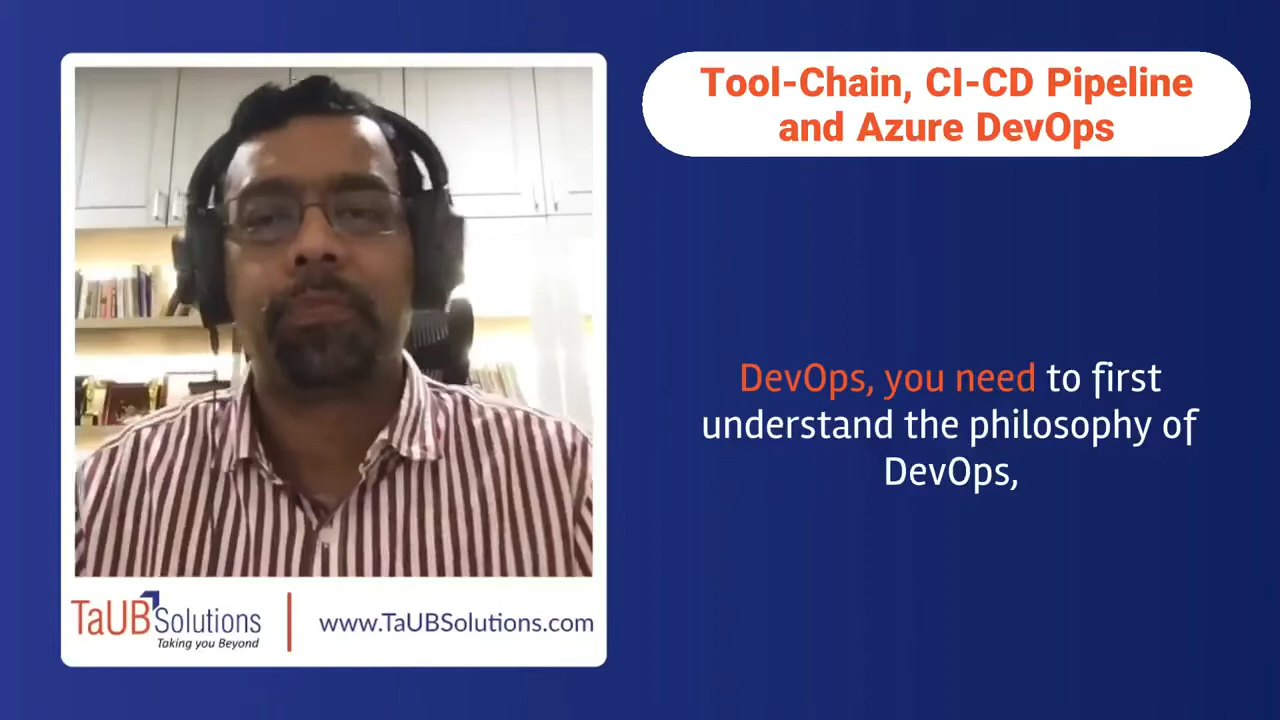 Tool-Chain, CI-CD Pipeline
and Azure DevOps
DevOps, you need to first
understand the philosophy of
DevOps,
TaUB Solutions
Taking you Beyond
www.TaUBSolutions.com